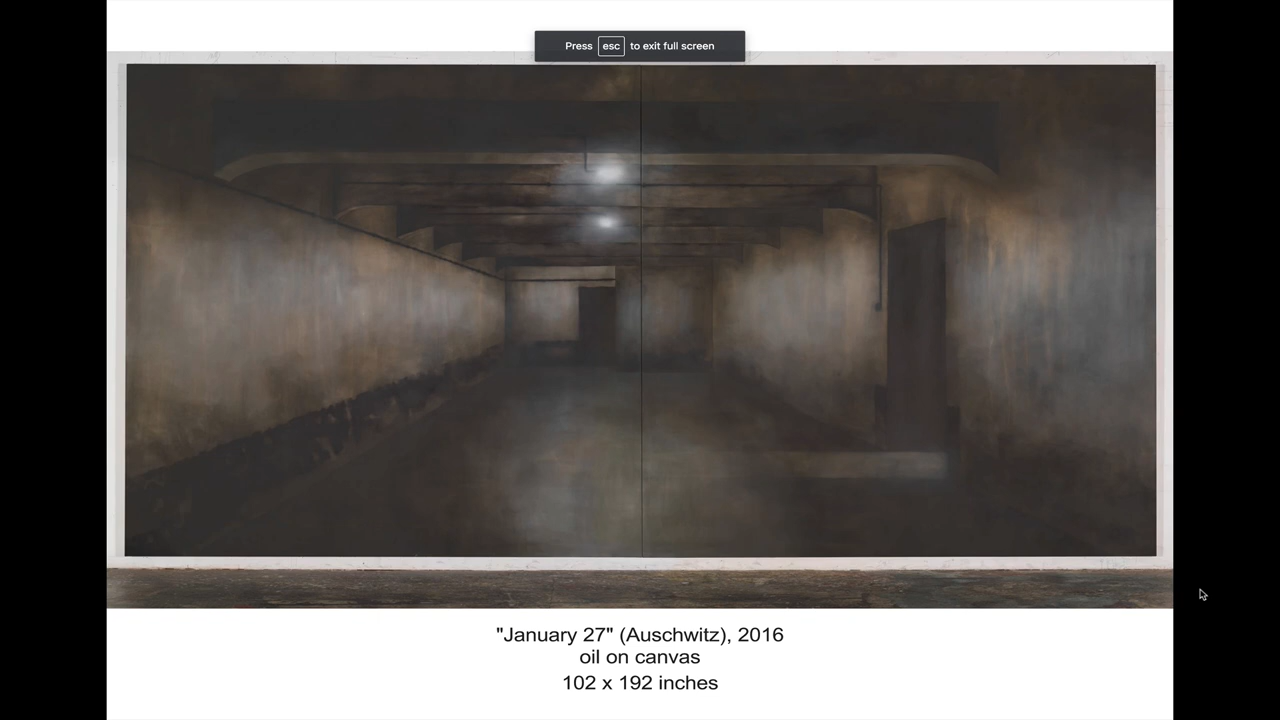 Press esc to exit full screen
"January 27" (Auschwitz), 2016
oil on canvas
102 x 192 inches